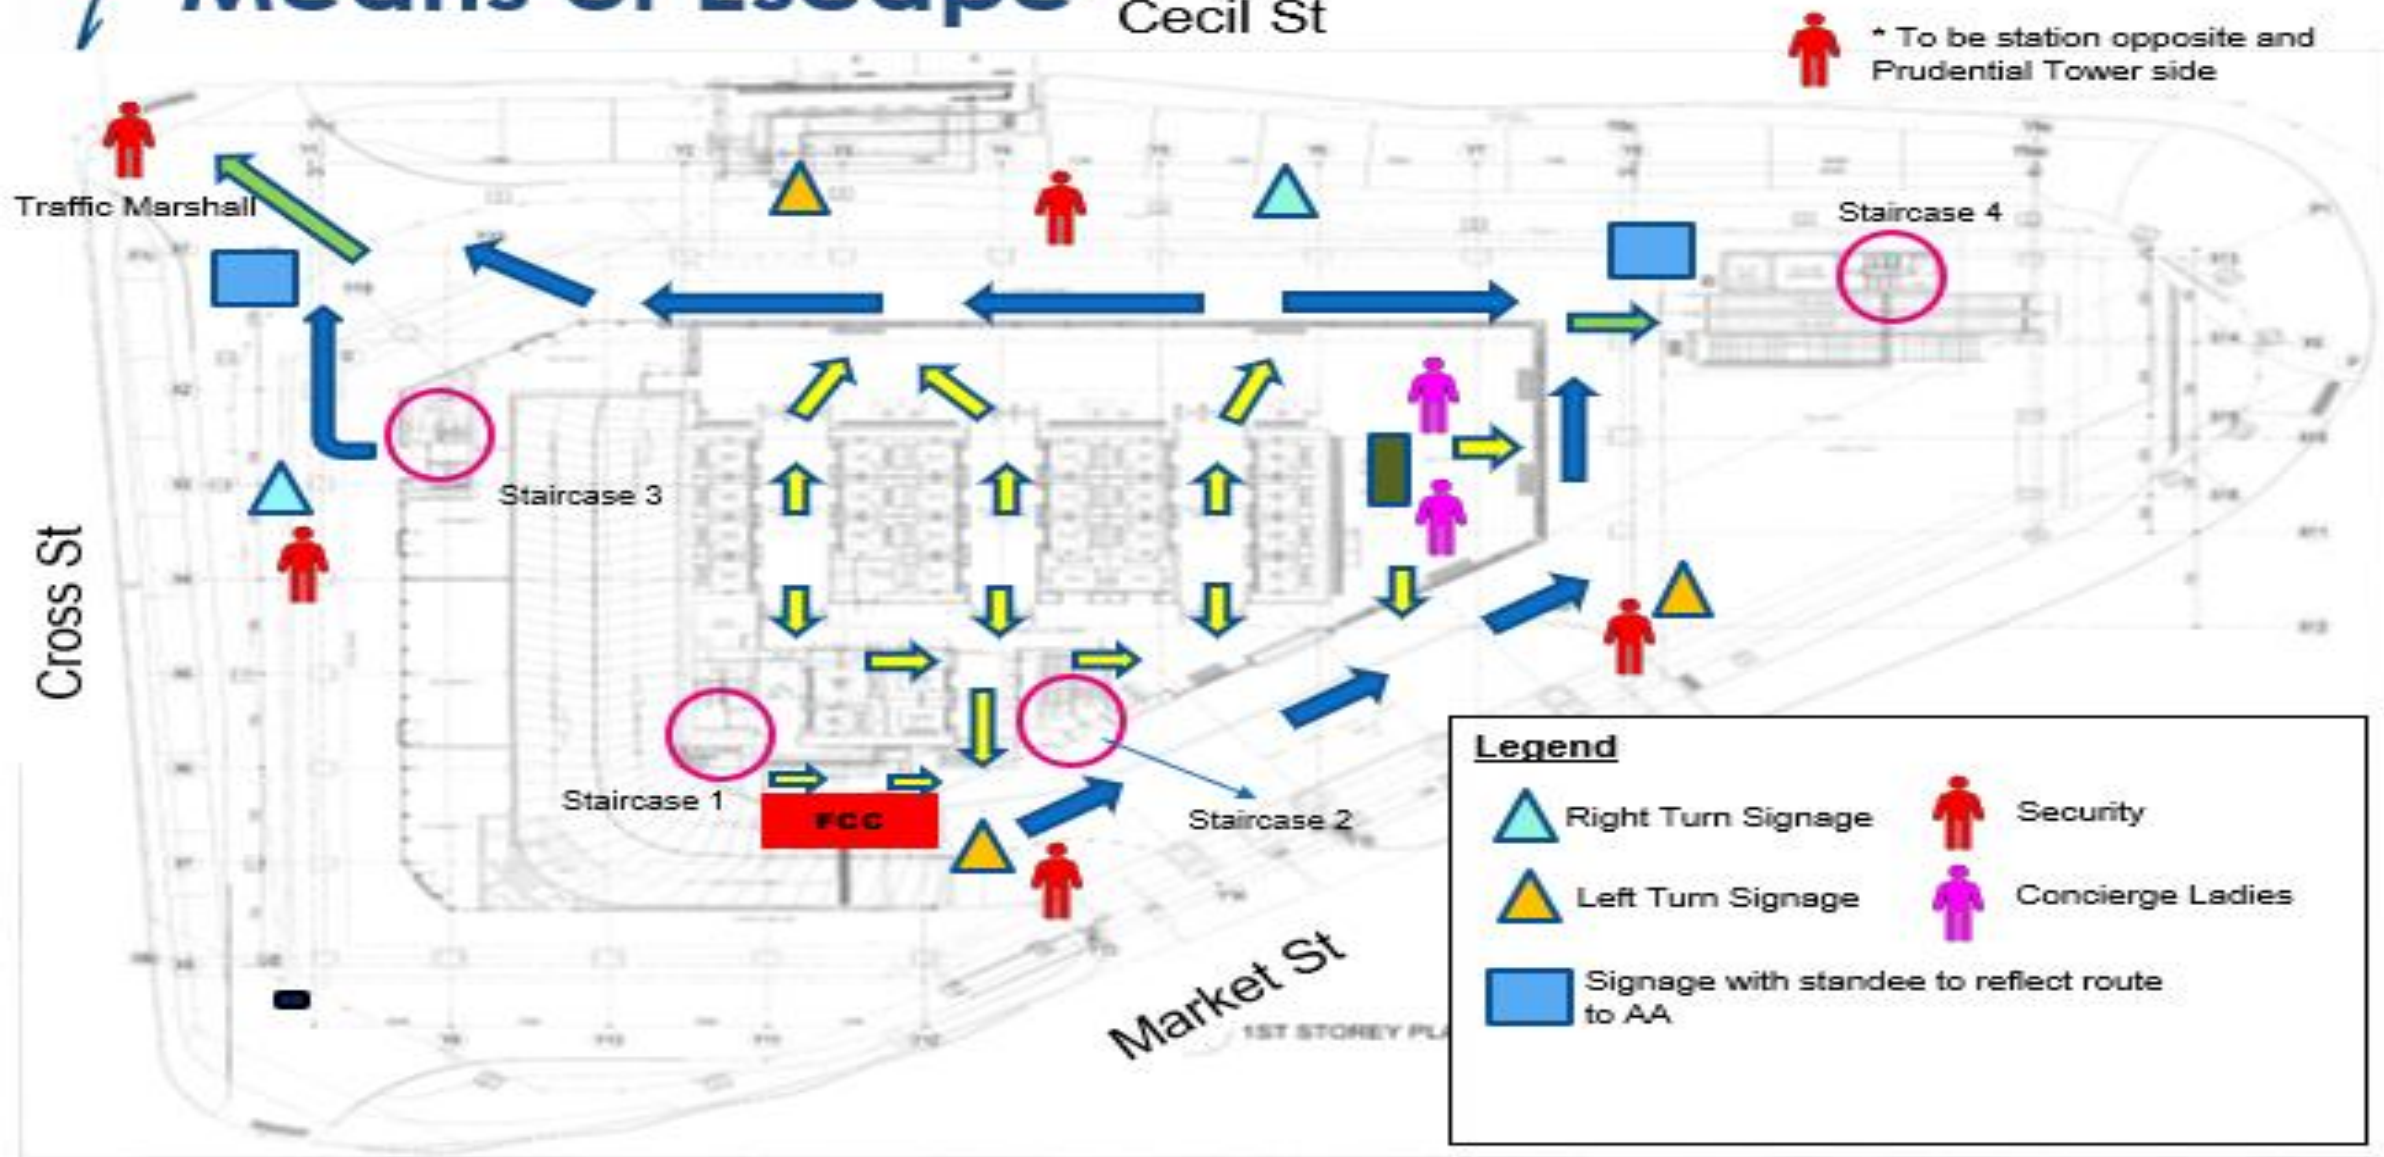 Means of Escape
Cecil St
* To be station opposite and
Prudential Tower side
Traffic Marshall
Staircase 4
Staircase 3
Cross St
Staircase 1
FCC
Staircase 2
Market St
1ST STOREY PLA
Legend
Right Turn Signage
Security
Left Turn Signage
Concierge Ladies
Signage with standee to reflect route
to AA